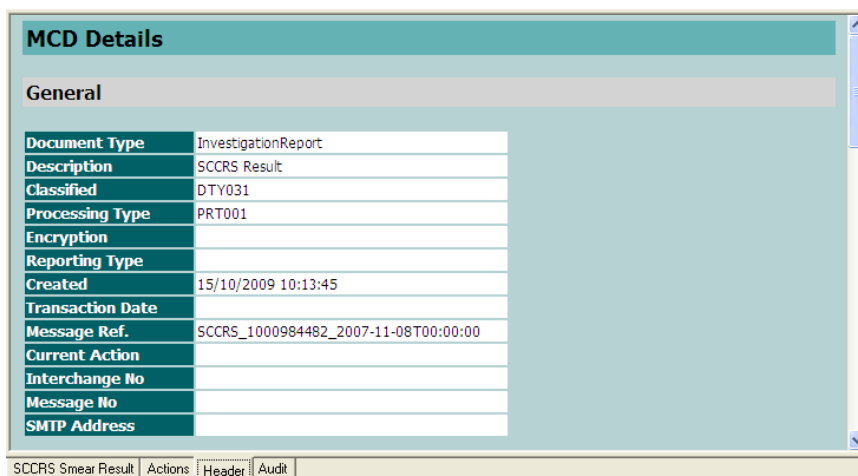 MCD Details
General
Document Type InvestigationReport
Description SCCRS Result
Classified DTY031
Processing Type PRT001
Encryption
Reporting Type
Created 15/10/2009 10:13:45
Transaction Date
Message Ref. SCCRS_1000984482_2007-11-08T00:00:00
Current Action
Interchange No
Message No
SMTP Address
SCCRS Smear Result Actions Header Audit